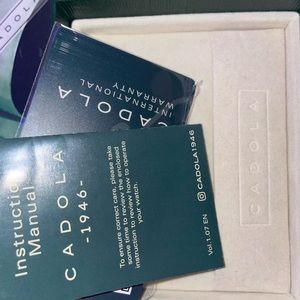 CADOLA
INTERNATIONAL
WARRANTY
CADOLA
Instruction
Manual
CADOLA
-1946-
To ensure correct care, please take
some time to review the enclosed
instruction to review how to operate
your watch.
CADOLA1946
Vol.1.07 EN
CADOLA